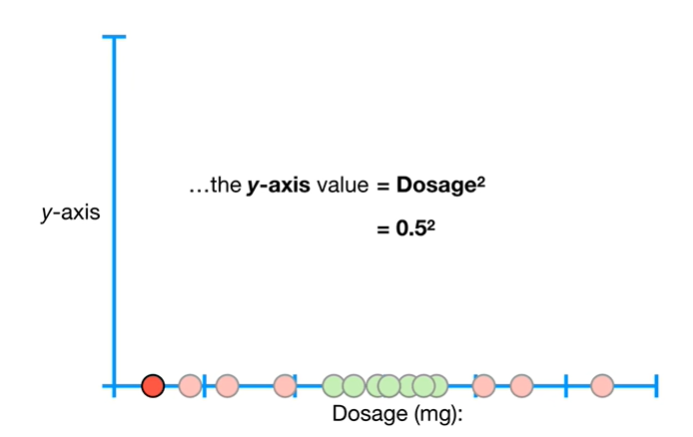 …the y-axis value = Dosage²
y-axis
= 0.5²
Dosage (mg):